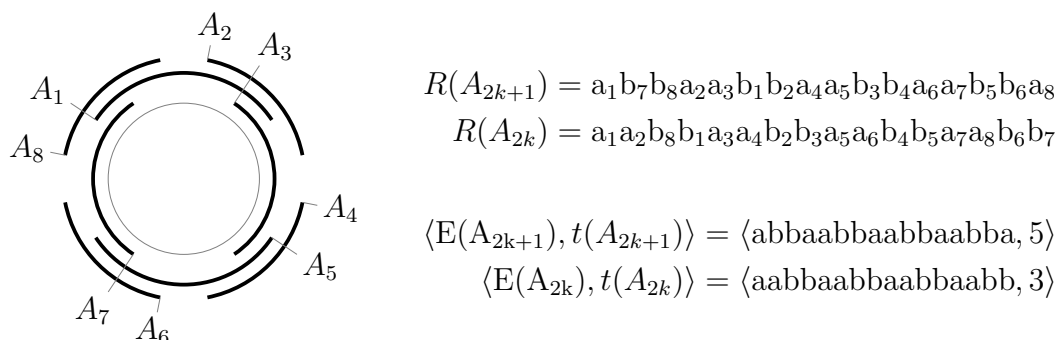 A₂
A₃
A₁
A₈
A₄
A₅
A₇
A₆
R(A₂ₖ₊₁) = a₁b₇b₈a₂a₃b₁b₂a₄a₅b₃b₄a₆a₇b₅b₆a₈
R(A₂ₖ) = a₁a₂b₈b₁a₃a₄b₂b₃a₅a₆b₄b₅a₇a₈b₆b₇
⟨E(A₂ₖ₊₁), t(A₂ₖ₊₁)⟩ = ⟨abbaabbaabbaabba, 5⟩
⟨E(A₂ₖ), t(A₂ₖ)⟩ = ⟨aabbaabbaabbaabb, 3⟩